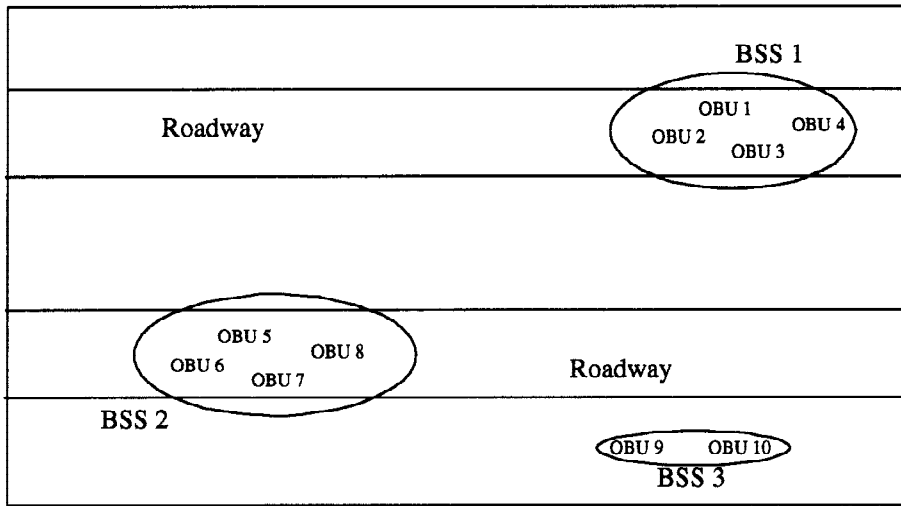 BSS 1
OBU 1
OBU 4
Roadway
OBU 2
OBU 3
OBU 5
OBU 8
OBU 6
OBU 7
Roadway
BSS 2
OBU 9
OBU 10
BSS 3